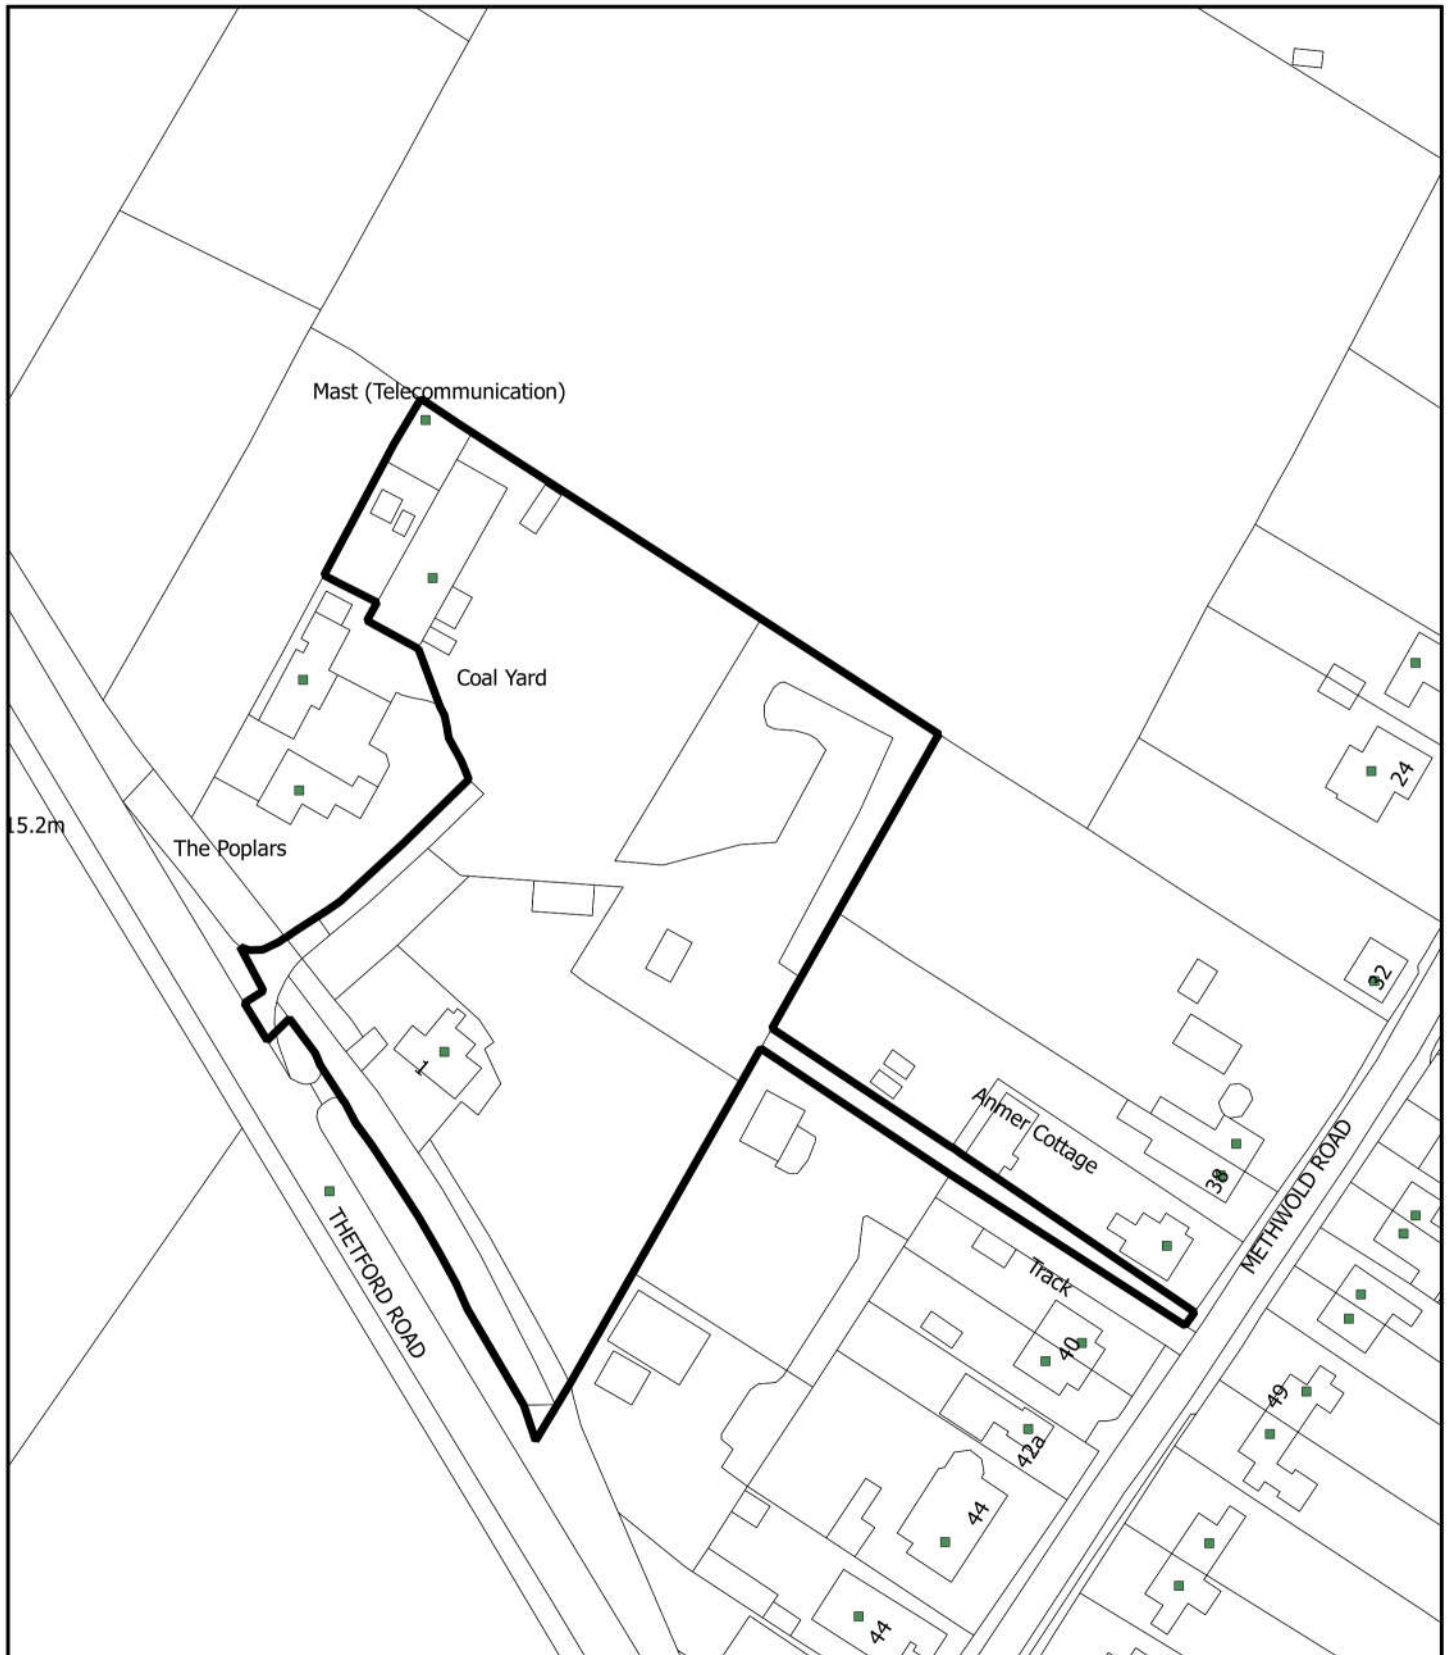 Mast (Telecommunication)
Coal Yard
24
15.2m
The Poplars
32
1
Anmer Cottage
38
METHWOLD ROAD
THETFORD ROAD
Track
40
49
42a
44
44